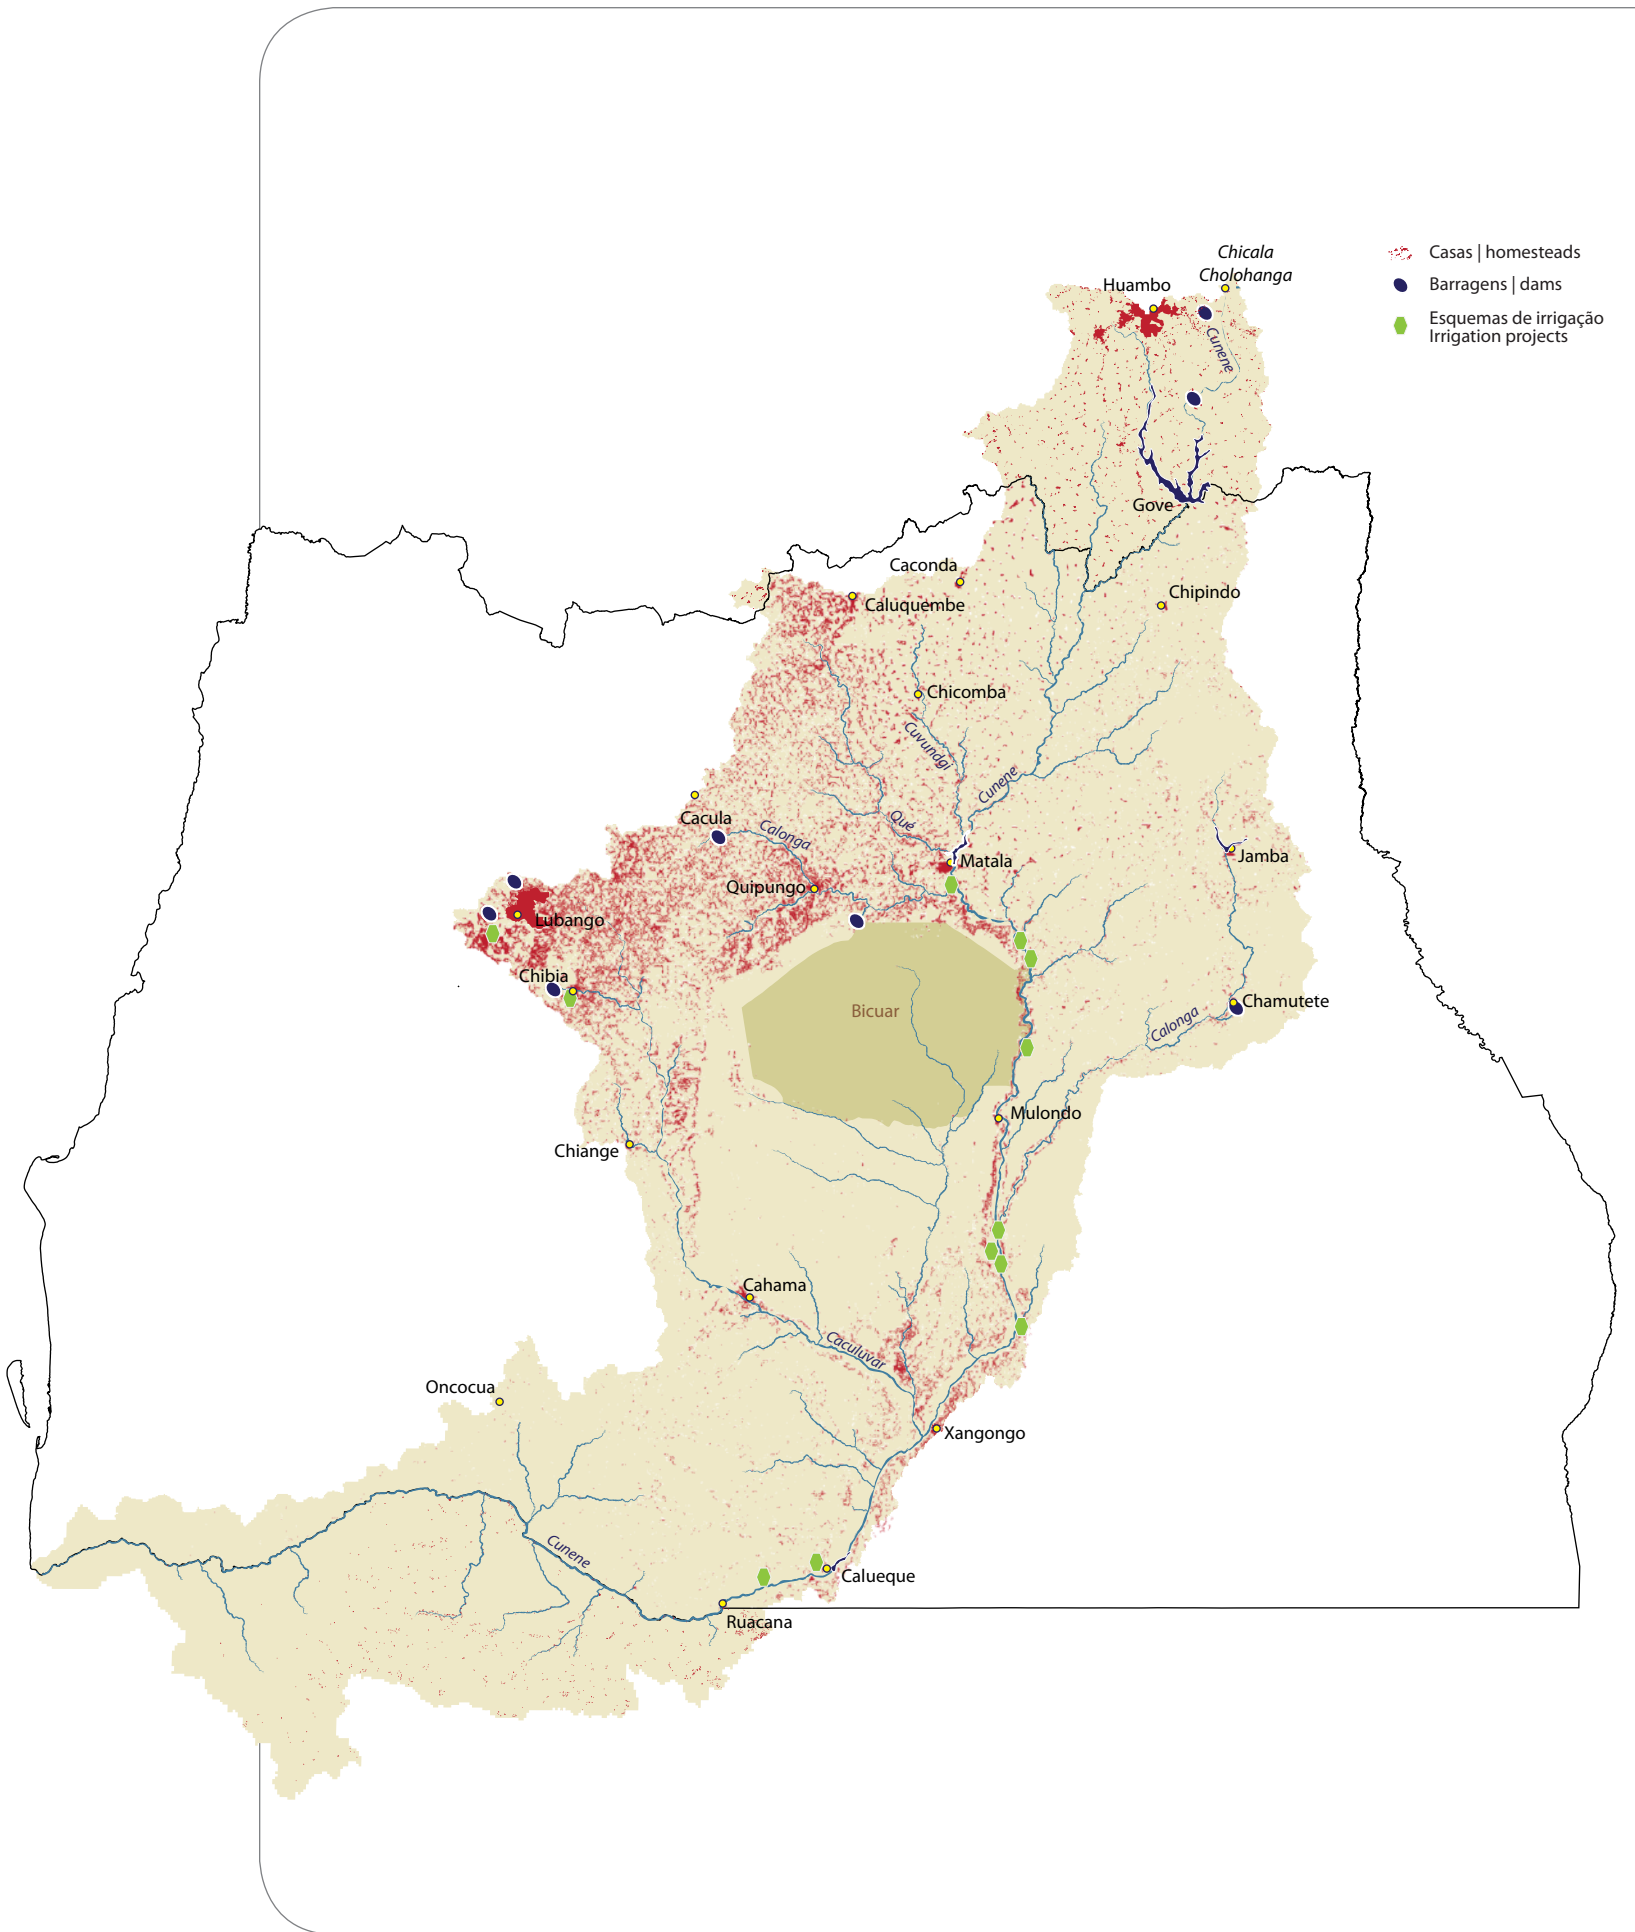 Chicala
Cholohanga
Huambo
Casas | homesteads
Barragens | dams
Esquemas de irrigação
Irrigation projects
Cunene
Gove
Caconda
Caluquembe
Chipindo
Chicomba
Cuvundgi
Cunene
Cacula
Calonga
Qué
Matala
Jamba
Quipungo
Lubango
Chibia
Bicuar
Chamutete
Calonga
Mulondo
Chiange
Cahama
Caculuvar
Oncocua
Xangongo
Cunene
Calueque
Ruacana